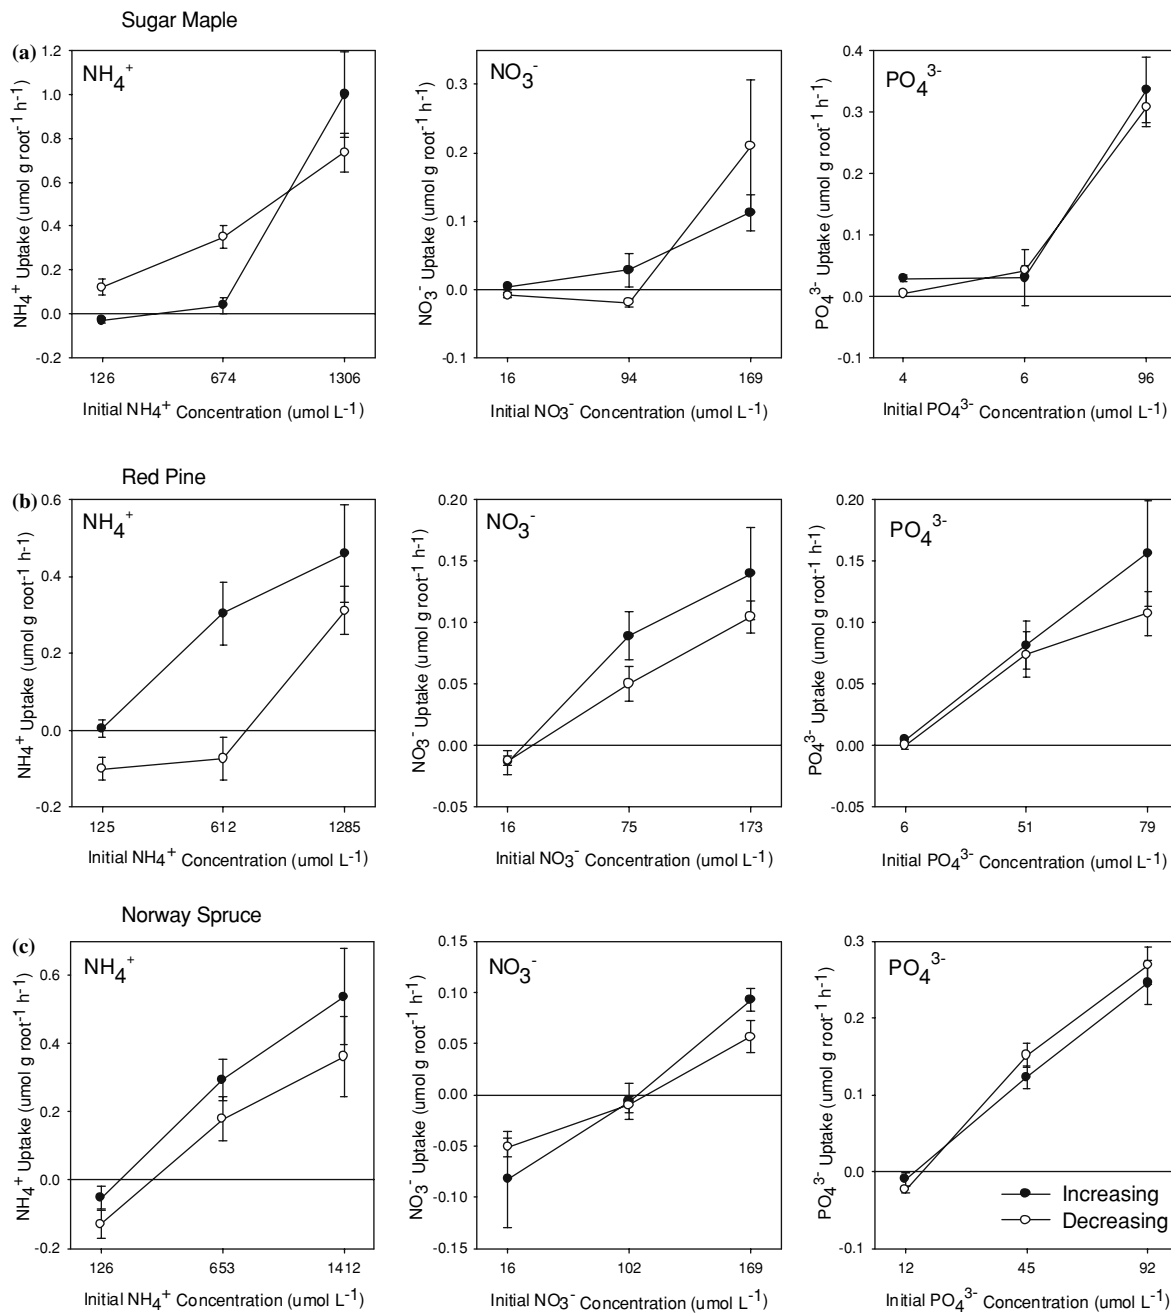 Sugar Maple
(a)
NH4+
NH4+ Uptake (umol g root-1 h-1)
1.2
1.0
0.8
0.6
0.4
0.2
0.0
-0.2
126 674 1306
Initial NH4+ Concentration (umol L-1)
NO3-
NO3- Uptake (umol g root-1 h-1)
0.3
0.2
0.1
0.0
-0.1
16 94 169
Initial NO3- Concentration (umol L-1)
PO43-
PO43- Uptake (umol g root-1 h-1)
0.4
0.3
0.2
0.1
0.0
-0.1
4 6 96
Initial PO43- Concentration (umol L-1)
Red Pine
(b)
NH4+
NH4+ Uptake (umol g root-1 h-1)
0.6
0.4
0.2
0.0
-0.2
125 612 1285
Initial NH4+ Concentration (umol L-1)
NO3-
NO3- Uptake (umol g root-1 h-1)
0.20
0.15
0.10
0.05
0.00
-0.05
16 75 173
Initial NO3- Concentration (umol L-1)
PO43-
PO43- Uptake (umol g root-1 h-1)
0.20
0.15
0.10
0.05
0.00
-0.05
6 51 79
Initial PO43- Concentration (umol L-1)
Norway Spruce
(c)
NH4+
NH4+ Uptake (umol g root-1 h-1)
0.6
0.4
0.2
0.0
-0.2
126 653 1412
Initial NH4+ Concentration (umol L-1)
NO3-
NO3- Uptake (umol g root-1 h-1)
0.15
0.10
0.05
0.00
-0.05
-0.10
-0.15
16 102 169
Initial NO3- Concentration (umol L-1)
PO43-
PO43- Uptake (umol g root-1 h-1)
0.3
0.2
0.1
0.0
-0.1
Increasing
Decreasing
12 45 92
Initial PO43- Concentration (umol L-1)